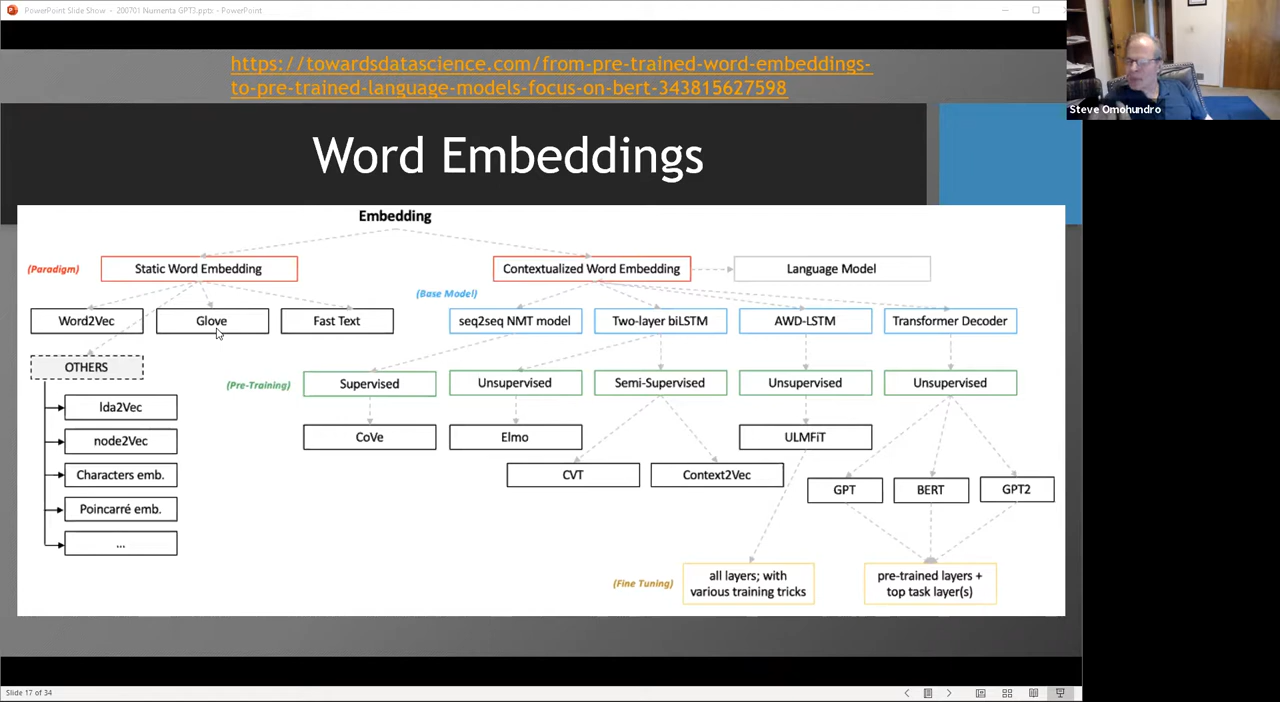 PowerPoint Slide Show - 200701 Numenta GPT3.pptx - PowerPoint
Steve Omohundro
https://towardsdatascience.com/from-pre-trained-word-embeddings-
to-pre-trained-language-models-focus-on-bert-343815627598
Word Embeddings
Embedding
(Paradigm)
Static Word Embedding
Contextualized Word Embedding
Language Model
(Base Model)
Word2Vec
Glove
Fast Text
seq2seq NMT model
Two-layer biLSTM
AWD-LSTM
Transformer Decoder
OTHERS
(Pre-Training)
Supervised
Unsupervised
Semi-Supervised
Unsupervised
Unsupervised
lda2Vec
node2Vec
Characters emb.
Poincarré emb.
...
CoVe
Elmo
ULMFiT
CVT
Context2Vec
GPT
BERT
GPT2
(Fine Tuning)
all layers; with
various training tricks
pre-trained layers +
top task layer(s)
Slide 17 of 34